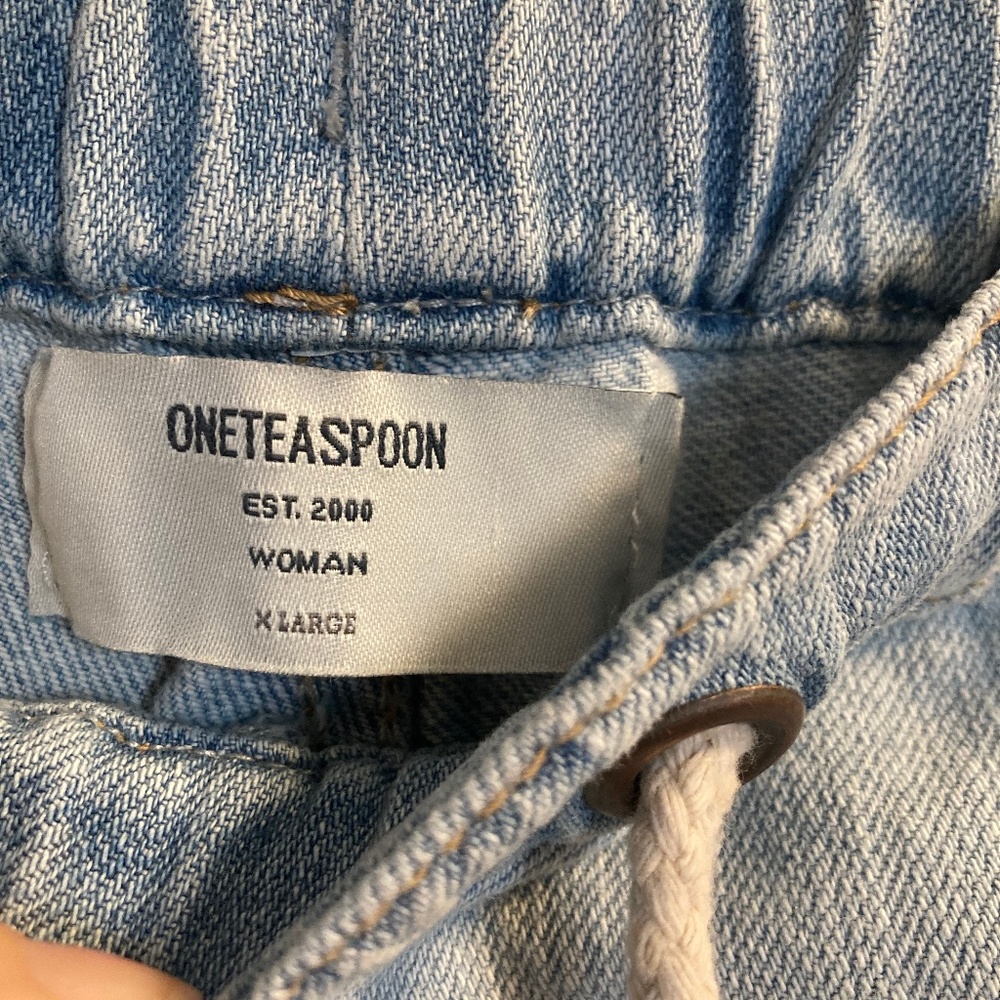 ONETEASPOON
EST. 2000
WOMAN
X LARGE